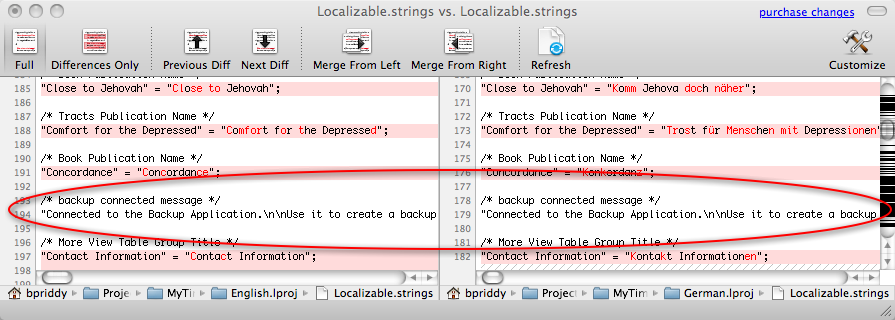 Localizable.strings vs. Localizable.strings
purchase changes
Full
Differences Only
Previous Diff
Next Diff
Merge From Left
Merge From Right
Refresh
Customize
185 "Close to Jehovah" = "Close to Jehovah";
186
187 /* Tracts Publication Name */
188 "Comfort for the Depressed" = "Comfort for the Depressed";
189
190 /* Book Publication Name */
191 "Concordance" = "Concordance";
192
193 /* backup connected message */
194 "Connected to the Backup Application.\n\nUse it to create a backup
195
196 /* More View Table Group Title */
197 "Contact Information" = "Contact Information";
198
170 "Close to Jehovah" = "Komm Jehova doch näher";
171
172 /* Tracts Publication Name */
173 "Comfort for the Depressed" = "Trost für Menschen mit Depressionen"
174
175 /* Book Publication Name */
176 "Concordance" = "Konkordanz";
177
178 /* backup connected message */
179 "Connected to the Backup Application.\n\nUse it to create a backup
180
181 /* More View Table Group Title */
182 "Contact Information" = "Kontakt Informationen";
bpriddy Proje MyTin English.lproj Localizable.strings
bpriddy Project MyTim German.lproj Localizable.strings